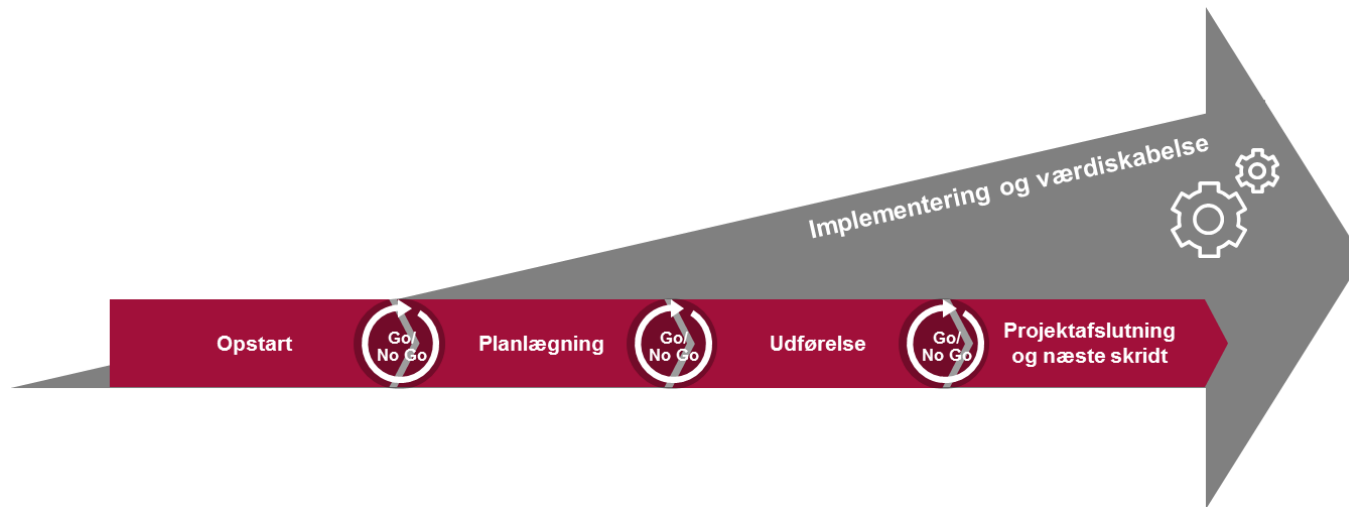 Implementering og værdiskabelse
Opstart
Go/
No Go
Planlægning
Go/
No Go
Udførelse
Go/
No Go
Projektafslutning
og næste skridt